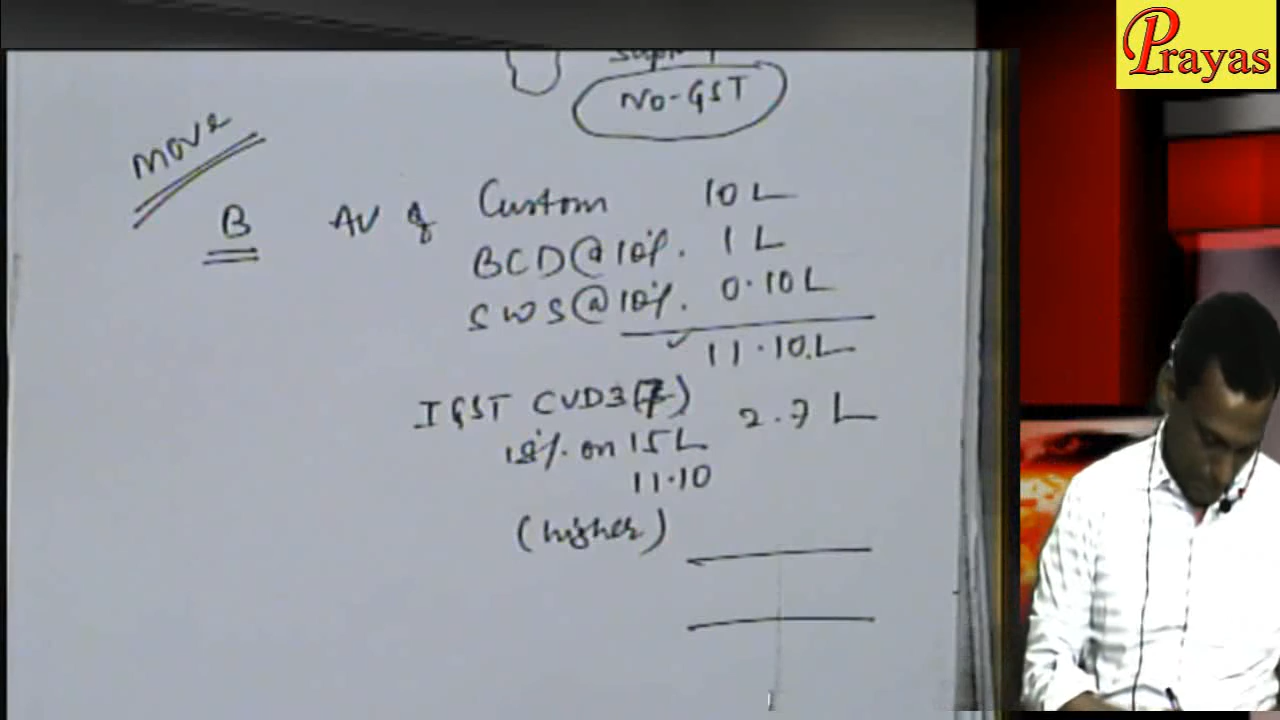 Prayas
NO-GST
Move
B AV of Custom 10 L
BCD@10%. 1 L
SWS@10%. 0.10 L
11.10 L
IGST CVD3(7) 2.7 L
18% on 15 L
11.10
(higher)